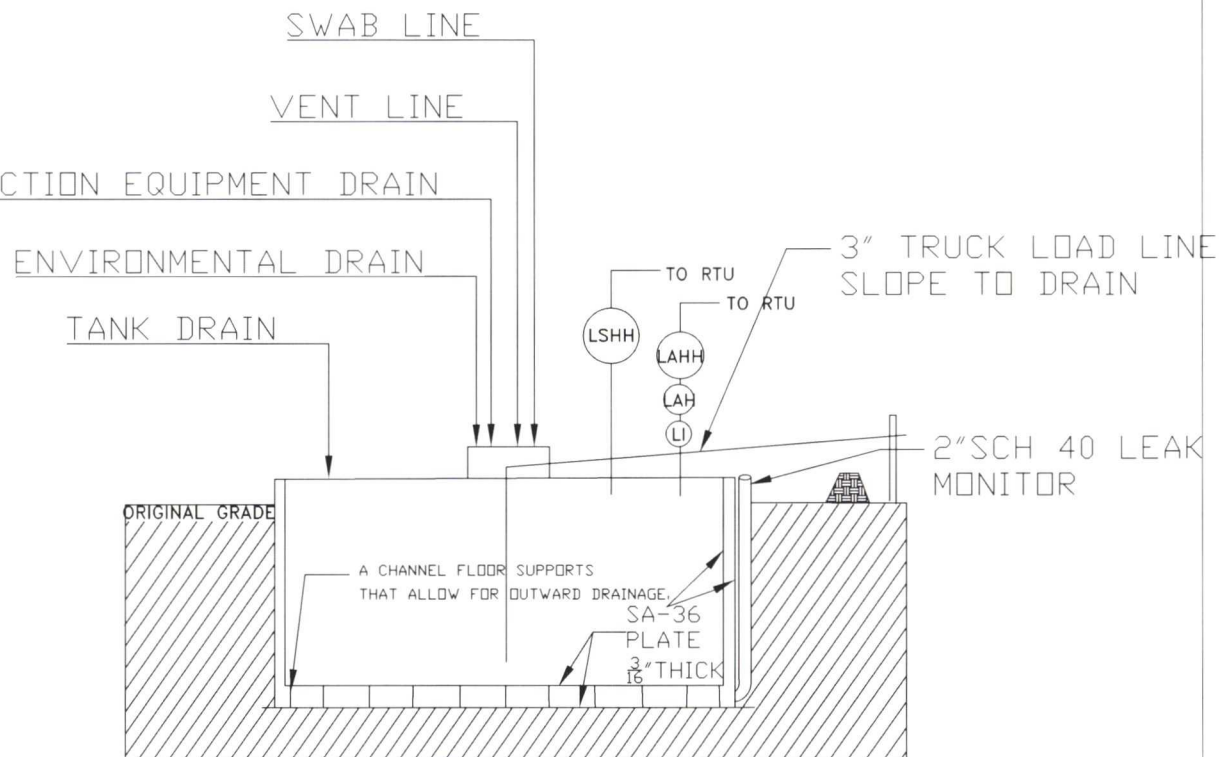 SWAB LINE
VENT LINE
CTION EQUIPMENT DRAIN
ENVIRONMENTAL DRAIN
TANK DRAIN
TO RTU
TO RTU
LSHH
LAHH
LAH
LI
3" TRUCK LOAD LINE
SLOPE TO DRAIN
2"SCH 40 LEAK
MONITOR
ORIGINAL GRADE
A CHANNEL FLOOR SUPPORTS
THAT ALLOW FOR OUTWARD DRAINAGE.
SA-36
PLATE
3/16"THICK